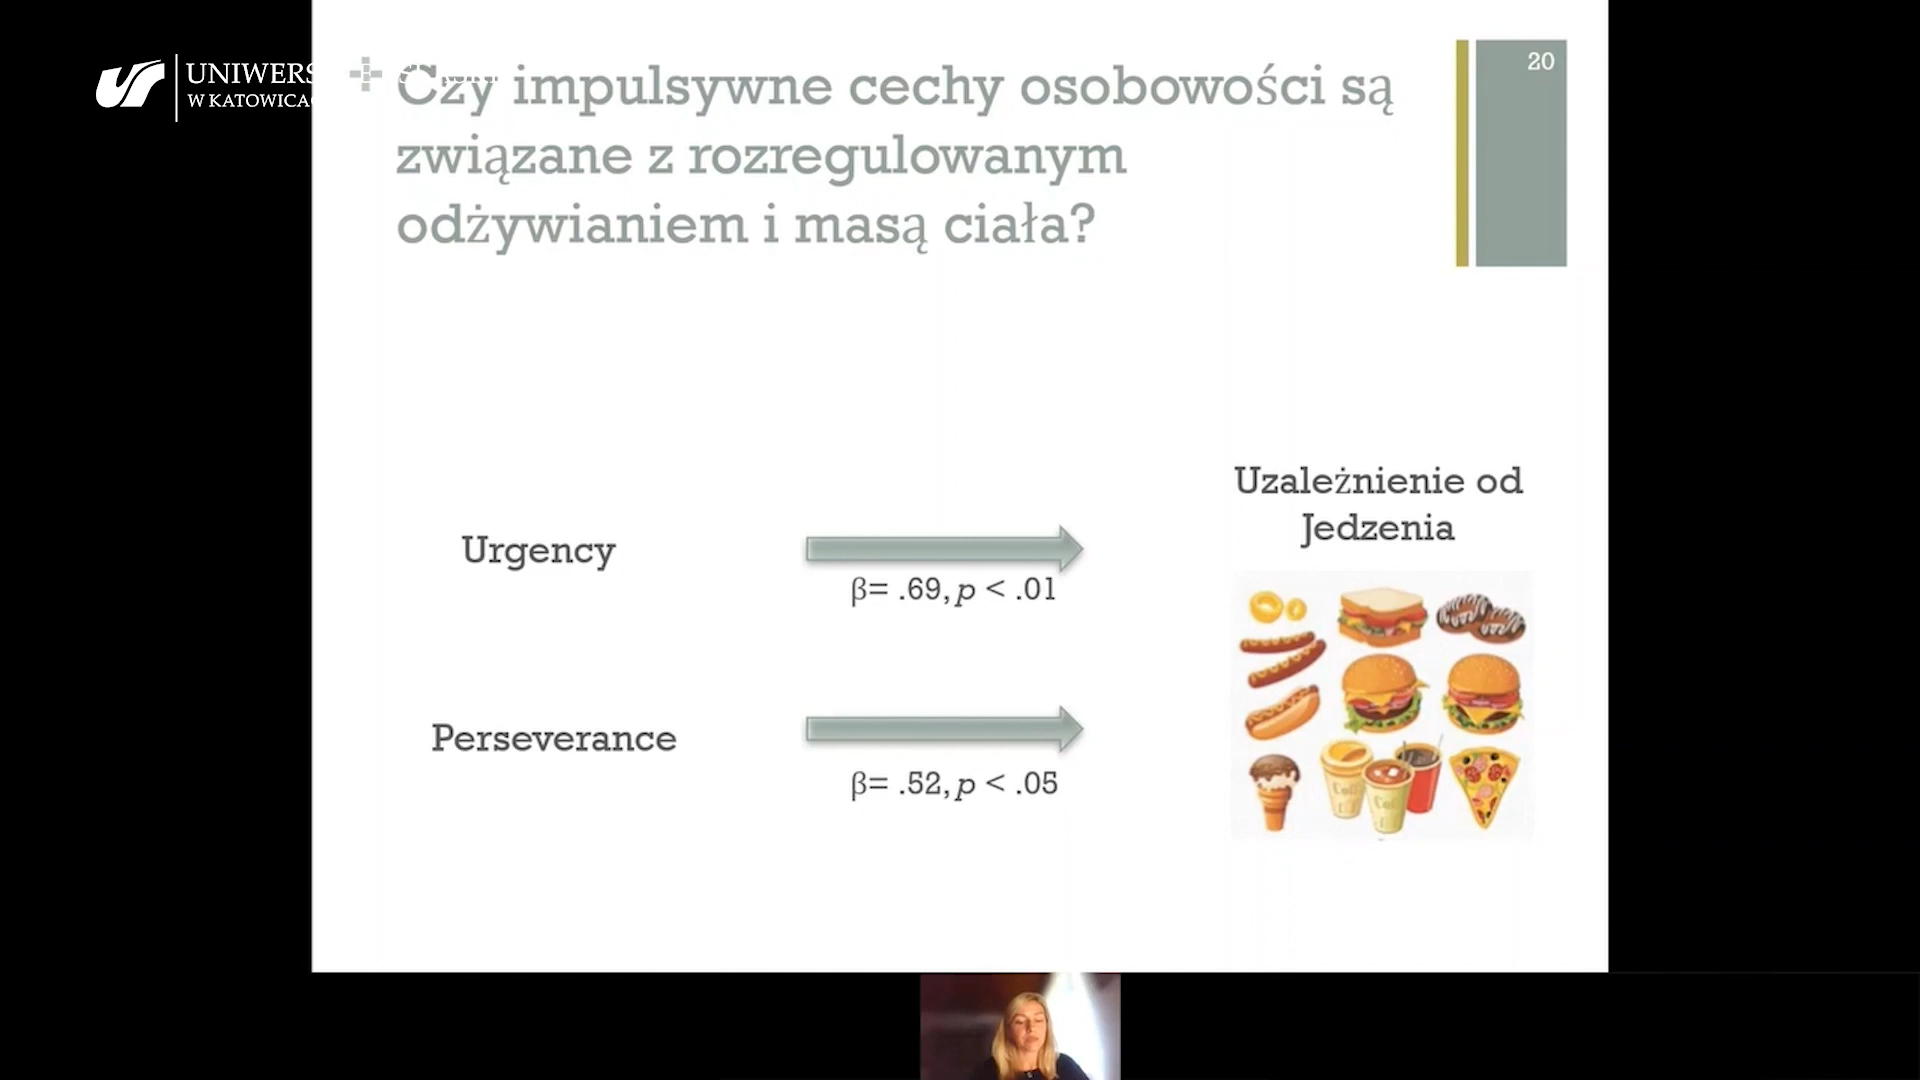 UNIWERS
W KATOWICA
20
Czy impulsywne cechy osobowości są
związane z rozregulowanym
odżywianiem i masą ciała?
Uzależnienie od
Jedzenia
Urgency
β= .69, p < .01
Perseverance
β= .52, p < .05